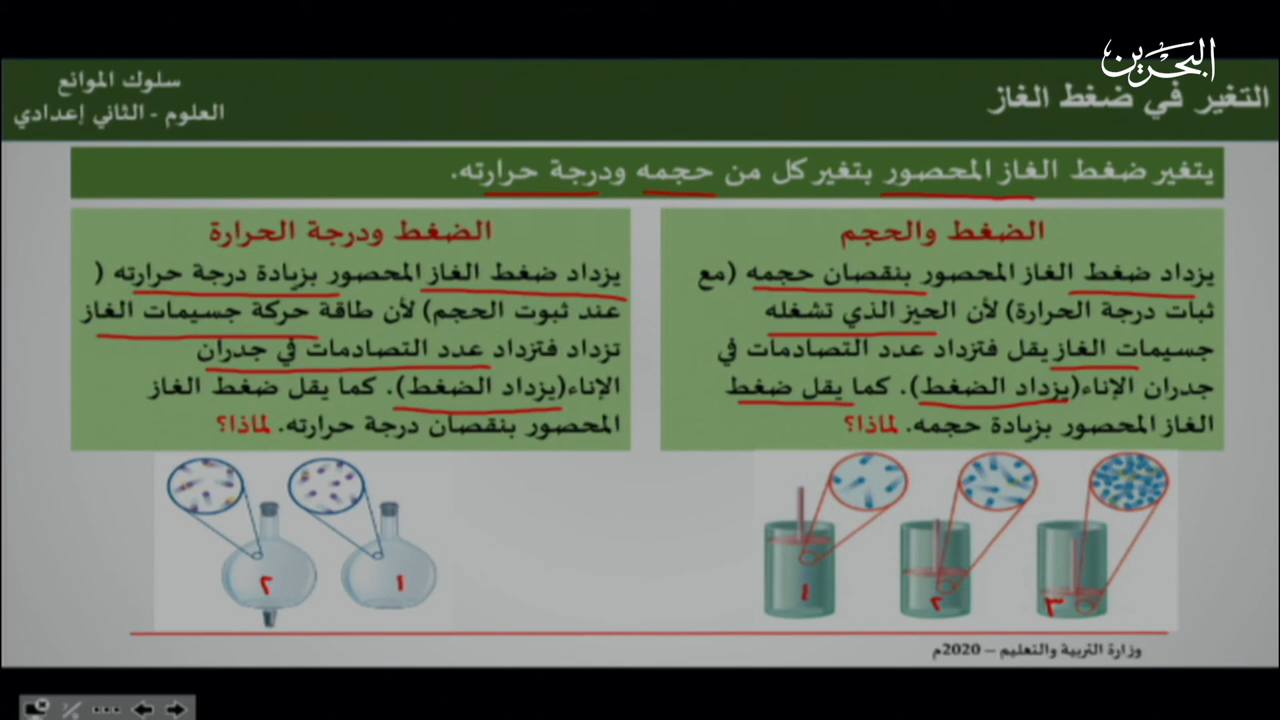 البحرين
التغير في ضغط الغاز
سلوك الموائع
العلوم - الثاني إعدادي
يتغير ضغط الغاز المحصور بتغير كل من حجمه ودرجة حرارته.
الضغط والحجم
يزداد ضغط الغاز المحصور بنقصان حجمه (مع
ثبات درجة الحرارة) لأن الحيز الذي تشغله
جسيمات الغاز يقل فتزداد عدد التصادمات في
جدران الإناء(يزداد الضغط). كما يقل ضغط
الغاز المحصور بزيادة حجمه. لماذا؟
الضغط ودرجة الحرارة
يزداد ضغط الغاز المحصور بزيادة درجة حرارته (
عند ثبوت الحجم) لأن طاقة حركة جسيمات الغاز
تزداد فتزداد عدد التصادمات في جدران
الإناء(يزداد الضغط). كما يقل ضغط الغاز
المحصور بنقصان درجة حرارته. لماذا؟
٣
٢
١
١
٢
وزارة التربية والتعليم – 2020م